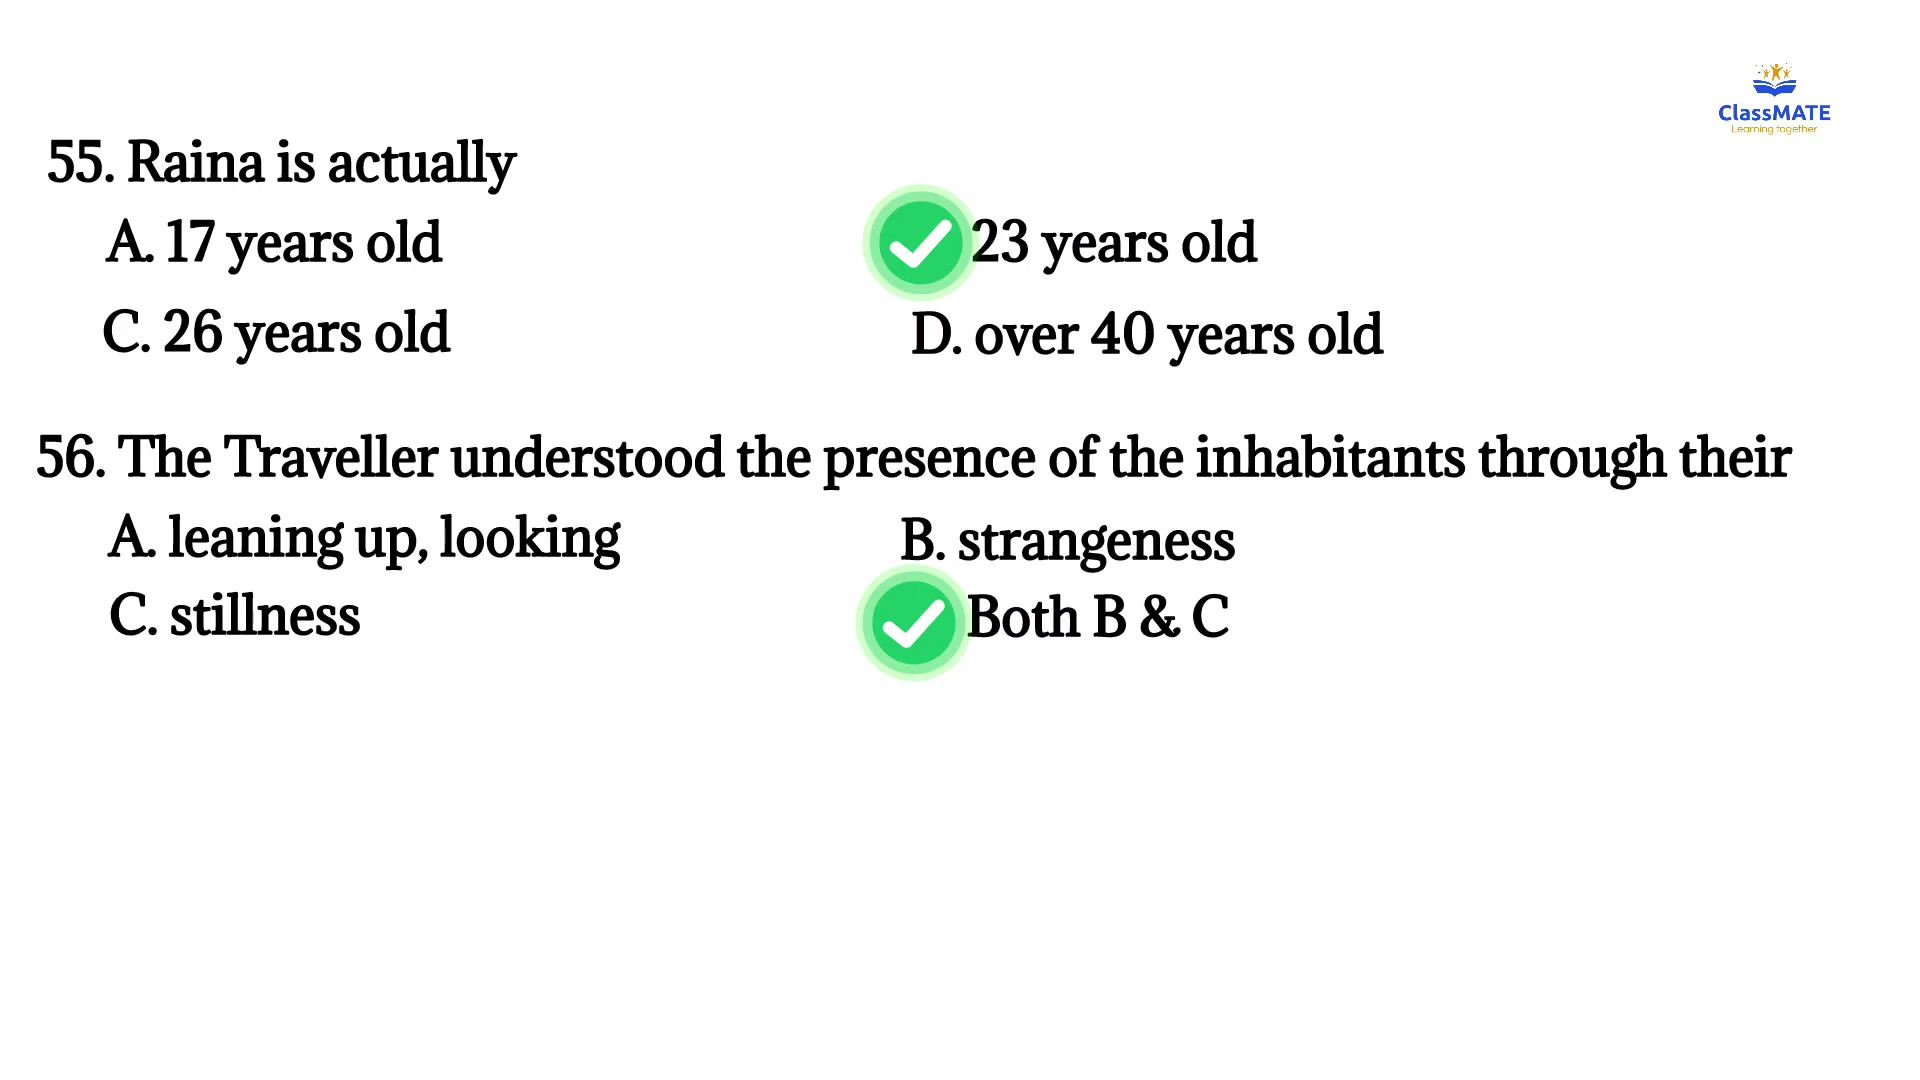 ClassMATE
Learning together
55. Raina is actually
A. 17 years old
23 years old
C. 26 years old
D. over 40 years old
56. The Traveller understood the presence of the inhabitants through their
A. leaning up, looking
B. strangeness
C. stillness
Both B & C